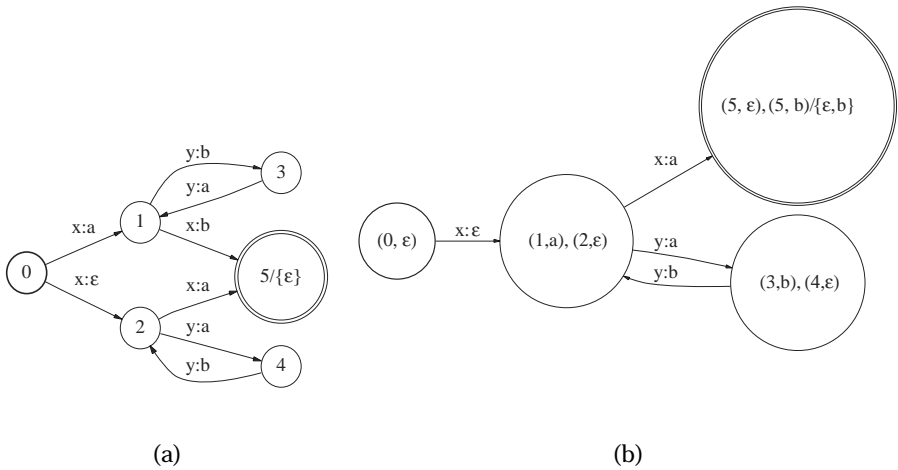 y:b
3
y:a
1
x:a
x:b
0
5/{ε}
x:ε
x:a
2
y:a
4
y:b
(a)
(5, ε), (5, b)/{ε,b}
x:a
(0, ε)
x:ε
(1,a), (2,ε)
y:a
y:b
(3,b), (4,ε)
(b)